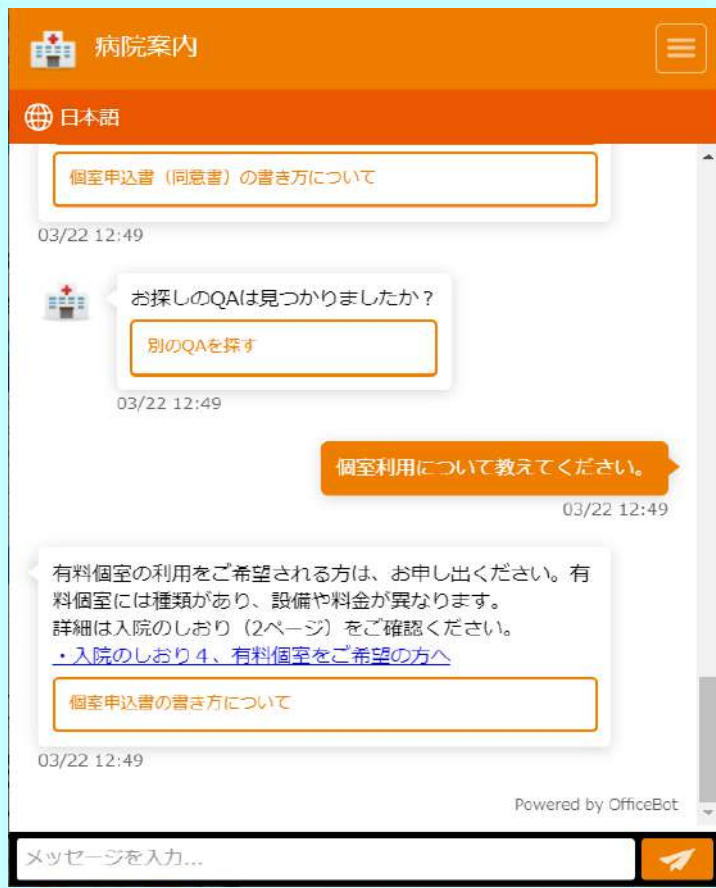 病院案内
日本語
個室申込書（同意書）の書き方について
03/22 12:49
お探しのQAは見つかりましたか？
別のQAを探す
03/22 12:49
個室利用について教えてください。
03/22 12:49
有料個室の利用をご希望される方は、お申し出ください。有
料個室には種類があり、設備や料金が異なります。
詳細は入院のしおり（2ページ）をご確認ください。
・入院のしおり４、有料個室をご希望の方へ
個室申込書の書き方について
03/22 12:49
Powered by OfficeBot
メッセージを入力...